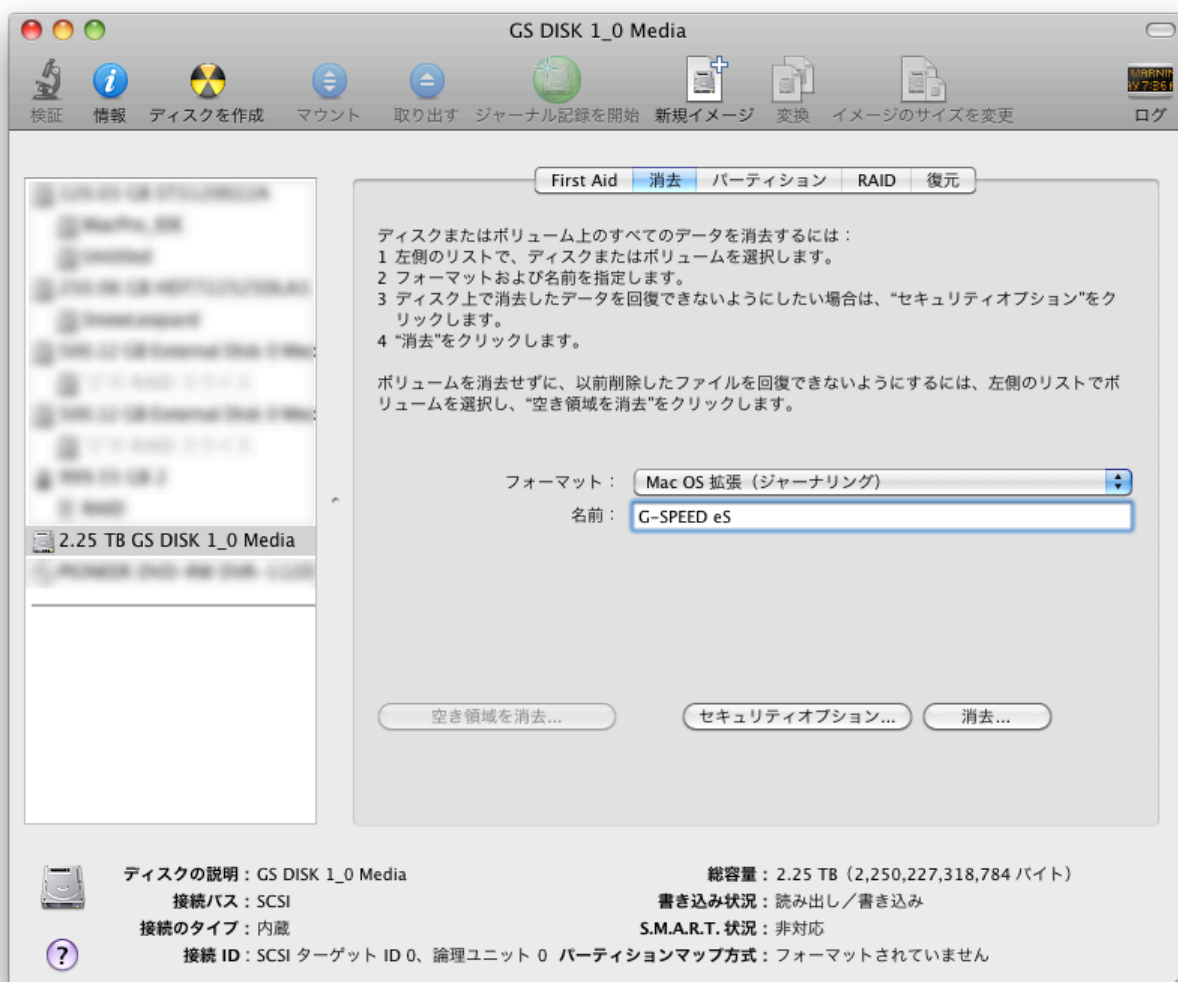 GS DISK 1_0 Media
検証 情報 ディスクを作成 マウント 取り出す ジャーナル記録を開始 新規イメージ 変換 イメージのサイズを変更 ログ
First Aid 消去 パーティション RAID 復元
ディスクまたはボリューム上のすべてのデータを消去するには：
1 左側のリストで、ディスクまたはボリュームを選択します。
2 フォーマットおよび名前を指定します。
3 ディスク上で消去したデータを回復できないようにしたい場合は、“セキュリティオプション”をク
リックします。
4 “消去”をクリックします。
ボリュームを消去せずに、以前削除したファイルを回復できないようにするには、左側のリストでボ
リュームを選択し、“空き領域を消去”をクリックします。
フォーマット： Mac OS 拡張（ジャーナリング）
名前： G-SPEED eS
2.25 TB GS DISK 1_0 Media
空き領域を消去... セキュリティオプション... 消去...
ディスクの説明：GS DISK 1_0 Media
接続バス：SCSI
接続のタイプ：内蔵
接続 ID：SCSI ターゲット ID 0、論理ユニット 0
総容量：2.25 TB（2,250,227,318,784 バイト）
書き込み状況：読み出し／書き込み
S.M.A.R.T. 状況：非対応
パーティションマップ方式：フォーマットされていません